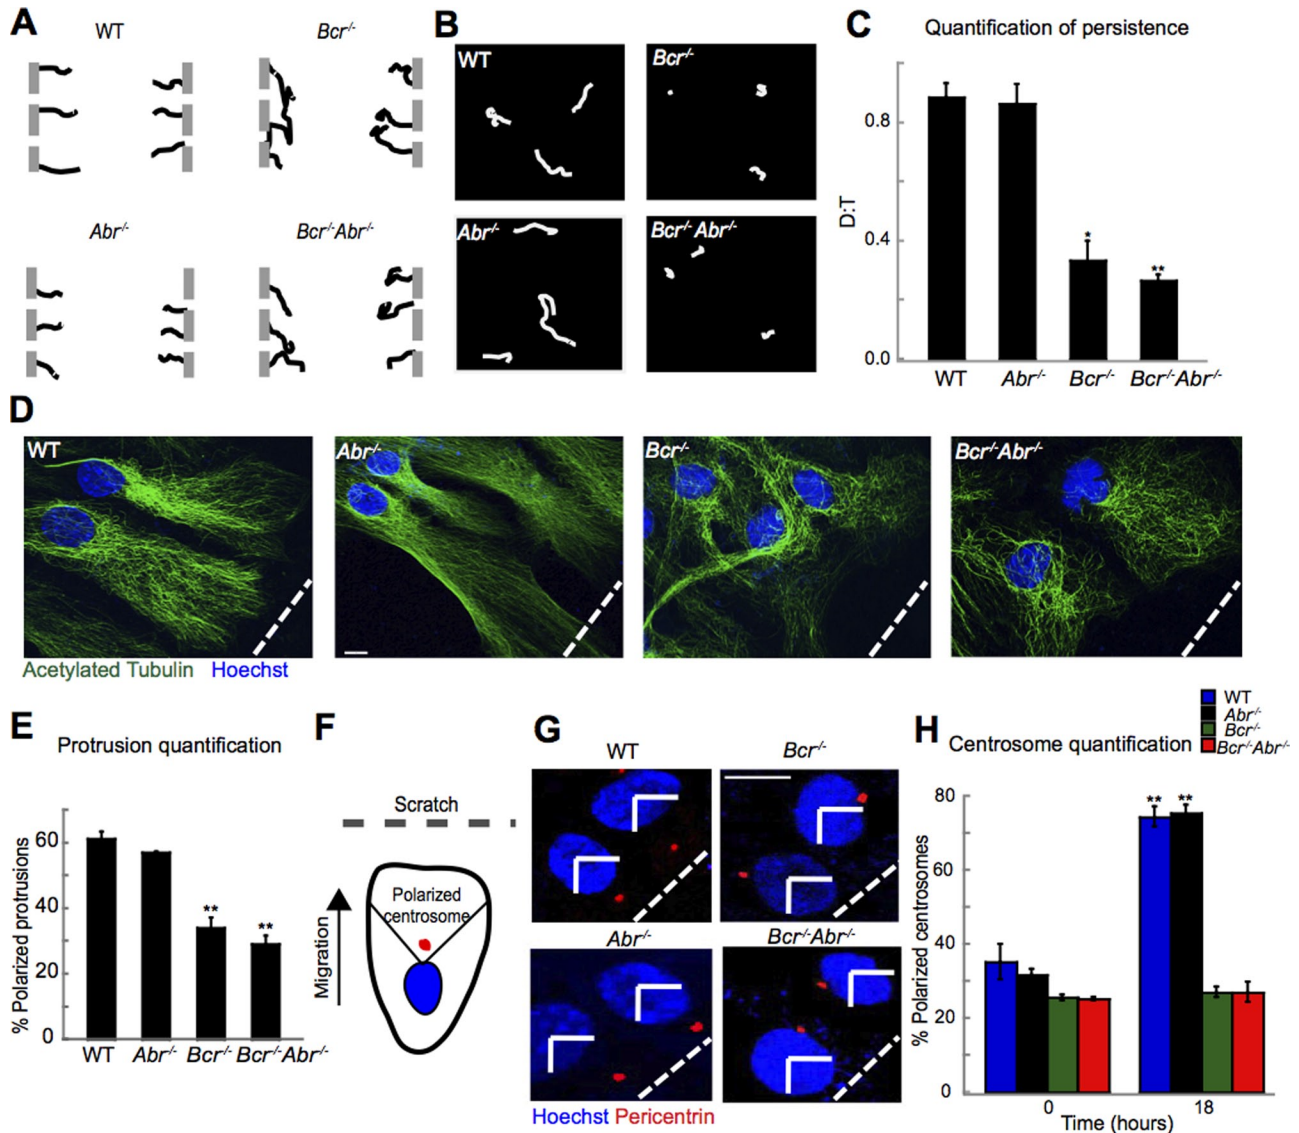 A
WT
Bcr-/-
Abr-/-
Bcr-/-Abr-/-
B
WT
Bcr-/-
Abr-/-
Bcr-/- Abr-/-
C
Quantification of persistence
D:T
0.8
0.4
0.0
*
**
WT Abr-/- Bcr-/- Bcr-/-Abr-/-
D
WT
Abr-/-
Bcr-/-
Bcr-/-Abr-/-
Acetylated Tubulin Hoechst
E
Protrusion quantification
% Polarized protrusions
60
40
20
0
**
**
WT Abr-/- Bcr-/- Bcr-/-Abr-/-
F
Scratch
Migration
Polarized
centrosome
G
WT
Bcr-/-
Abr-/-
Bcr-/-Abr-/-
Hoechst Pericentrin
H
Centrosome quantification
WT
Abr-/-
Bcr-/-
Bcr-/-Abr-/-
% Polarized centrosomes
80
60
40
20
0
** **
0 18
Time (hours)